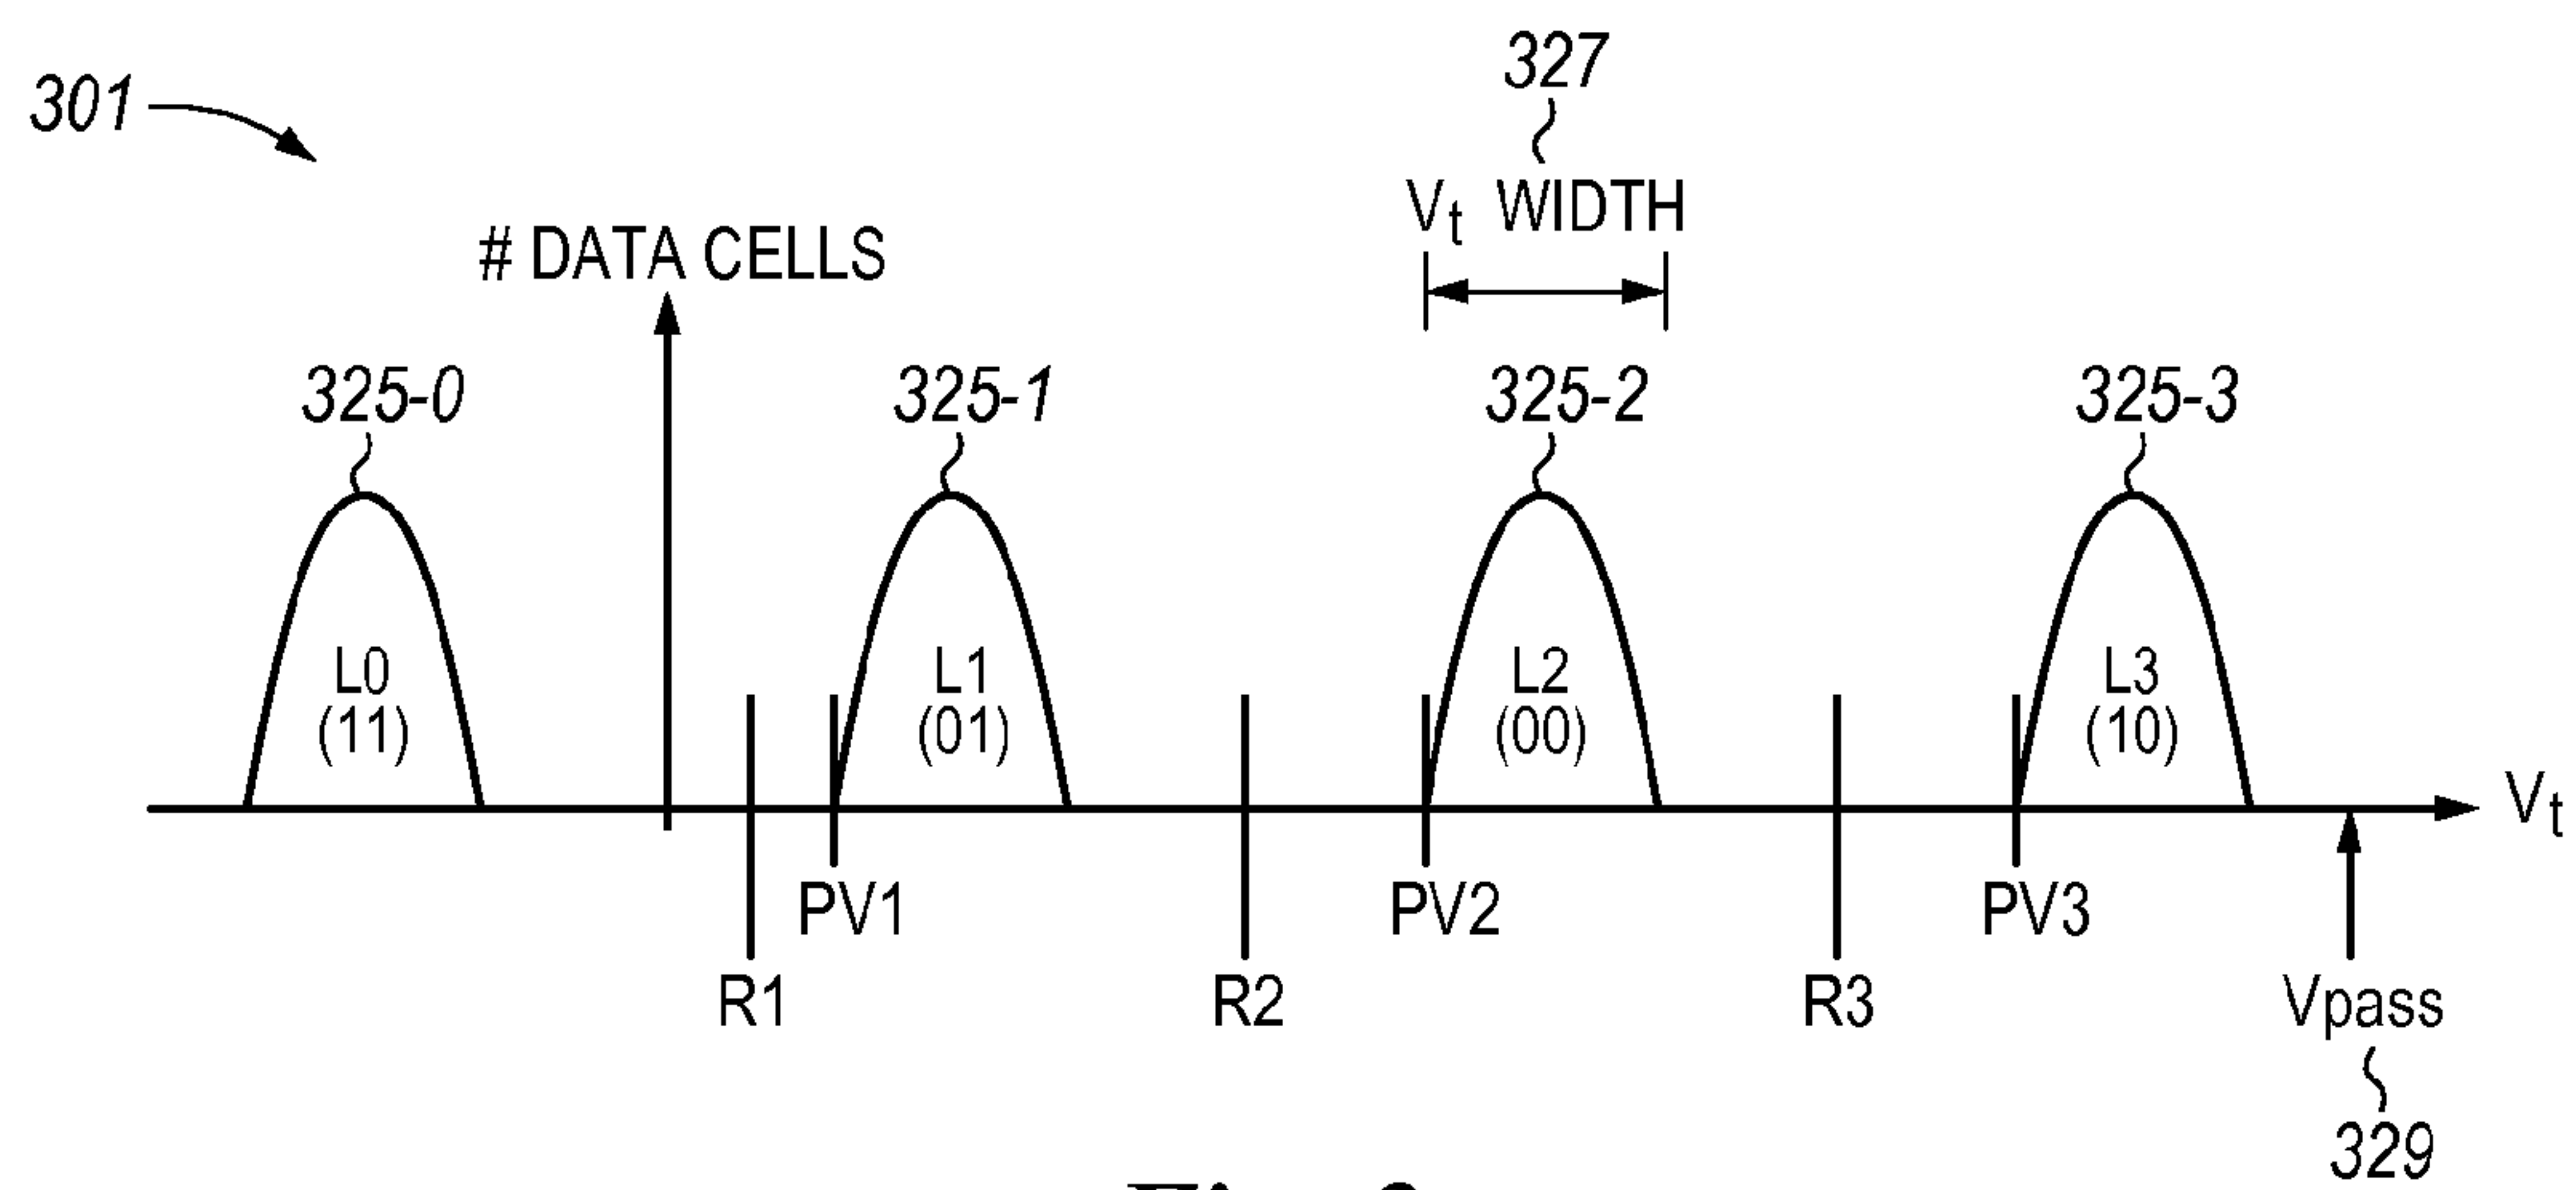 327
301
Vt WIDTH
# DATA CELLS
325-0 325-1 325-2 325-3
L0 L1 L2 L3
(11) (01) (00) (10)
Vt
PV1 PV2 PV3
R1 R2 R3 Vpass
329